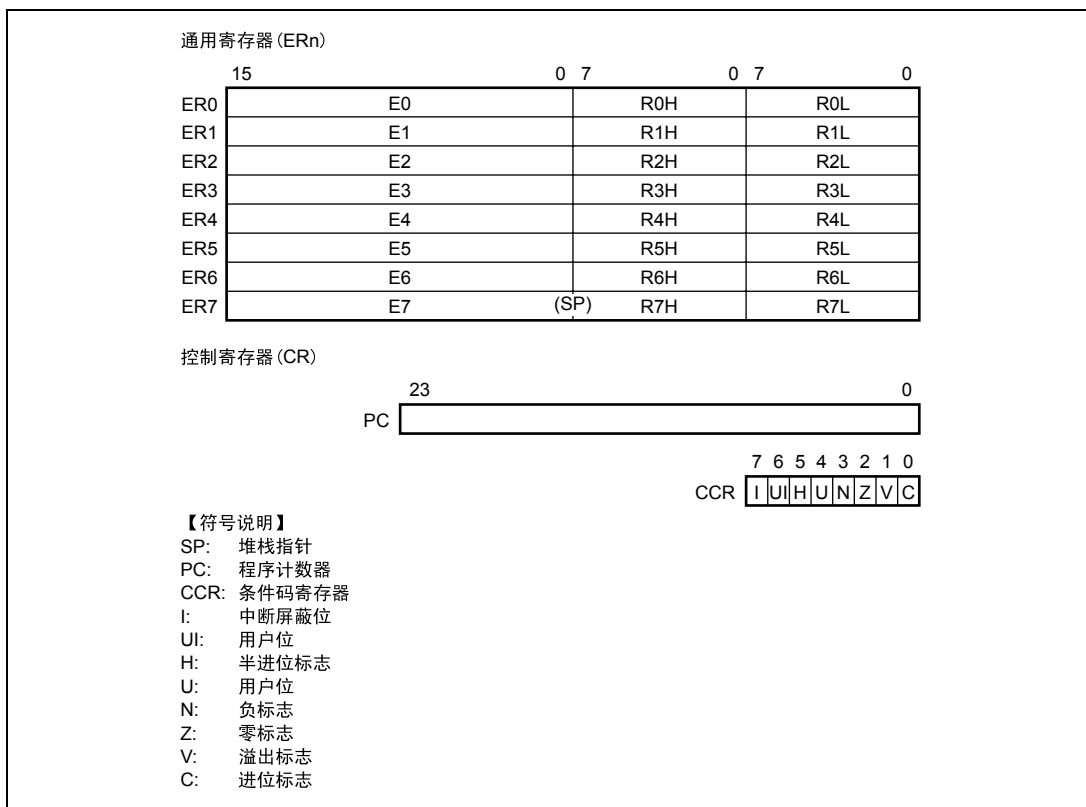 通用寄存器(ERn)
15 0 7 0 7 0
ER0 E0 R0H R0L
ER1 E1 R1H R1L
ER2 E2 R2H R2L
ER3 E3 R3H R3L
ER4 E4 R4H R4L
ER5 E5 R5H R5L
ER6 E6 R6H R6L
ER7 E7 (SP) R7H R7L
控制寄存器(CR)
23 0
PC
7 6 5 4 3 2 1 0
CCR I UI H U N Z V C
【符号说明】
SP: 堆栈指针
PC: 程序计数器
CCR: 条件码寄存器
I: 中断屏蔽位
UI: 用户位
H: 半进位标志
U: 用户位
N: 负标志
Z: 零标志
V: 溢出标志
C: 进位标志